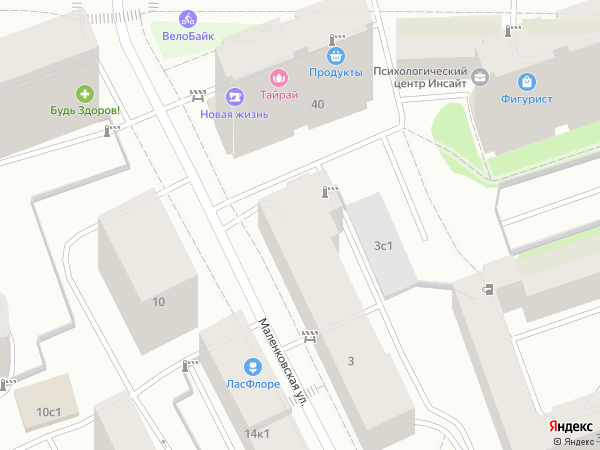 ВелоБайк
Продукты
Психологический
центр Инсайт
Тайрай
Фигурист
Будь Здоров!
Новая жизнь
40
3с1
10
Маленковская ул.
3
ЛасФлоре
10с1
14к1
Яндекс
© Яндекс